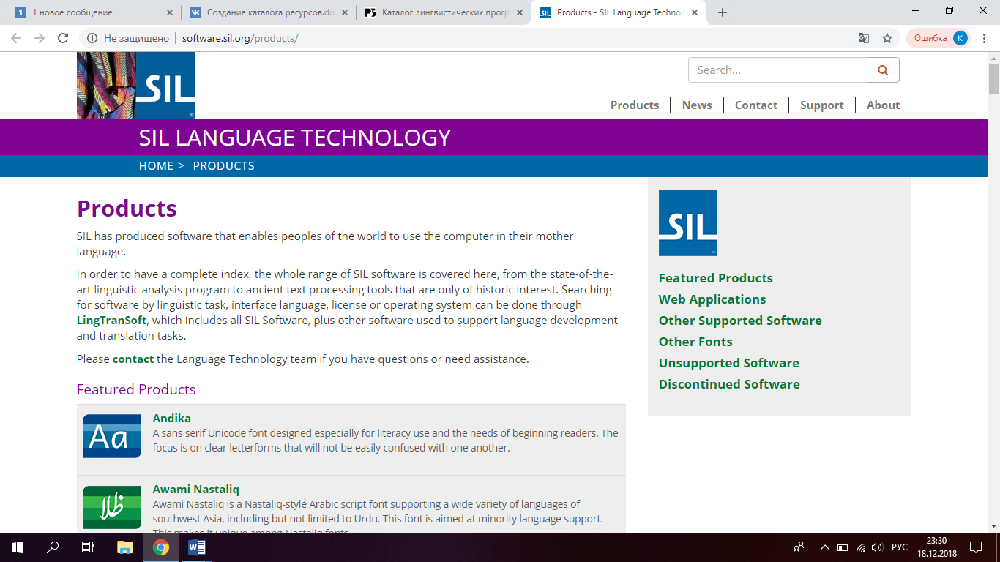 1 новое сообщение
Создание каталога ресурсов.do
Каталог лингвистических прогр
Products - SIL Language Technol
Не защищено
software.sil.org/products/
Ошибка
К
SIL
Search...
Products
News
Contact
Support
About
SIL LANGUAGE TECHNOLOGY
HOME > PRODUCTS
Products
SIL has produced software that enables peoples of the world to use the computer in their mother
language.
In order to have a complete index, the whole range of SIL software is covered here, from the state-of-the-
art linguistic analysis program to ancient text processing tools that are only of historic interest. Searching
for software by linguistic task, interface language, license or operating system can be done through
LingTranSoft, which includes all SIL Software, plus other software used to support language development
and translation tasks.
Please contact the Language Technology team if you have questions or need assistance.
Featured Products
Aa
Andika
A sans serif Unicode font designed especially for literacy use and the needs of beginning readers. The
focus is on clear letterforms that will not be easily confused with one another.
Awami Nastaliq
Awami Nastaliq is a Nastaliq-style Arabic script font supporting a wide variety of languages of
southwest Asia, including but not limited to Urdu. This font is aimed at minority language support.
This makes it unique among Nastaliq fonts.
SIL
Featured Products
Web Applications
Other Supported Software
Other Fonts
Unsupported Software
Discontinued Software
РУС
23:30
18.12.2018